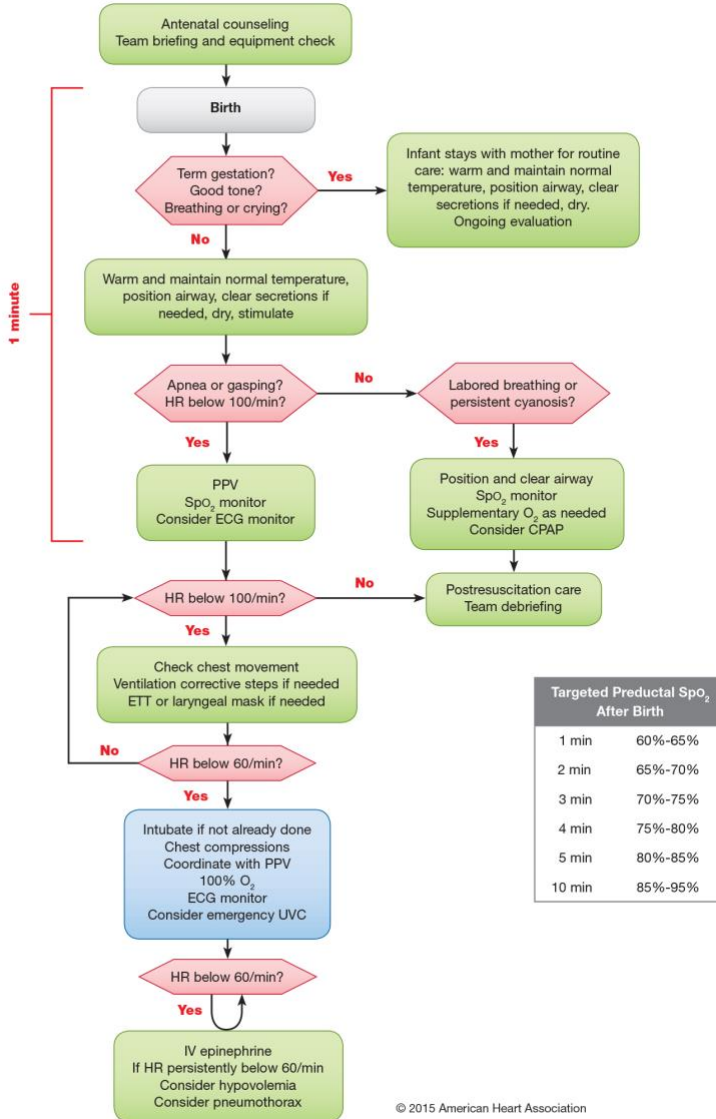 Antenatal counseling
Team briefing and equipment check
Birth
1 minute
Term gestation?
Good tone?
Breathing or crying?
Yes
Infant stays with mother for routine
care: warm and maintain normal
temperature, position airway, clear
secretions if needed, dry.
Ongoing evaluation
No
Warm and maintain normal temperature,
position airway, clear secretions if
needed, dry, stimulate
Apnea or gasping?
HR below 100/min?
No
Labored breathing or
persistent cyanosis?
Yes
Yes
PPV
SpO₂ monitor
Consider ECG monitor
Position and clear airway
SpO₂ monitor
Supplementary O₂ as needed
Consider CPAP
HR below 100/min?
No
Postresuscitation care
Team debriefing
Yes
Check chest movement
Ventilation corrective steps if needed
ETT or laryngeal mask if needed
No
HR below 60/min?
Yes
Intubate if not already done
Chest compressions
Coordinate with PPV
100% O₂
ECG monitor
Consider emergency UVC
HR below 60/min?
Yes
IV epinephrine
If HR persistently below 60/min
Consider hypovolemia
Consider pneumothorax
Targeted Preductal SpO₂
After Birth
1 min 60%-65%
2 min 65%-70%
3 min 70%-75%
4 min 75%-80%
5 min 80%-85%
10 min 85%-95%
© 2015 American Heart Association